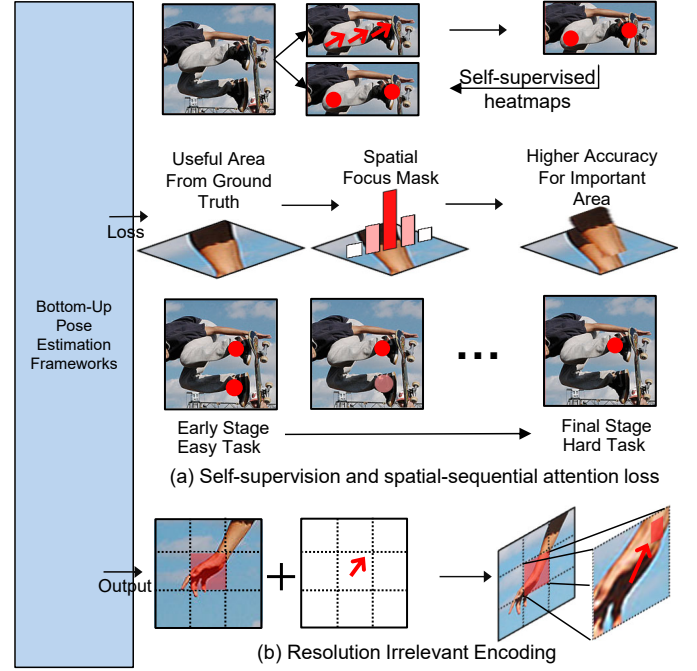 Self-supervised
heatmaps
Useful Area
From Ground
Truth
Spatial
Focus Mask
Higher Accuracy
For Important
Area
Loss
Bottom-Up
Pose
Estimation
Frameworks
Early Stage
Easy Task
Final Stage
Hard Task
(a) Self-supervision and spatial-sequential attention loss
Output
(b) Resolution Irrelevant Encoding